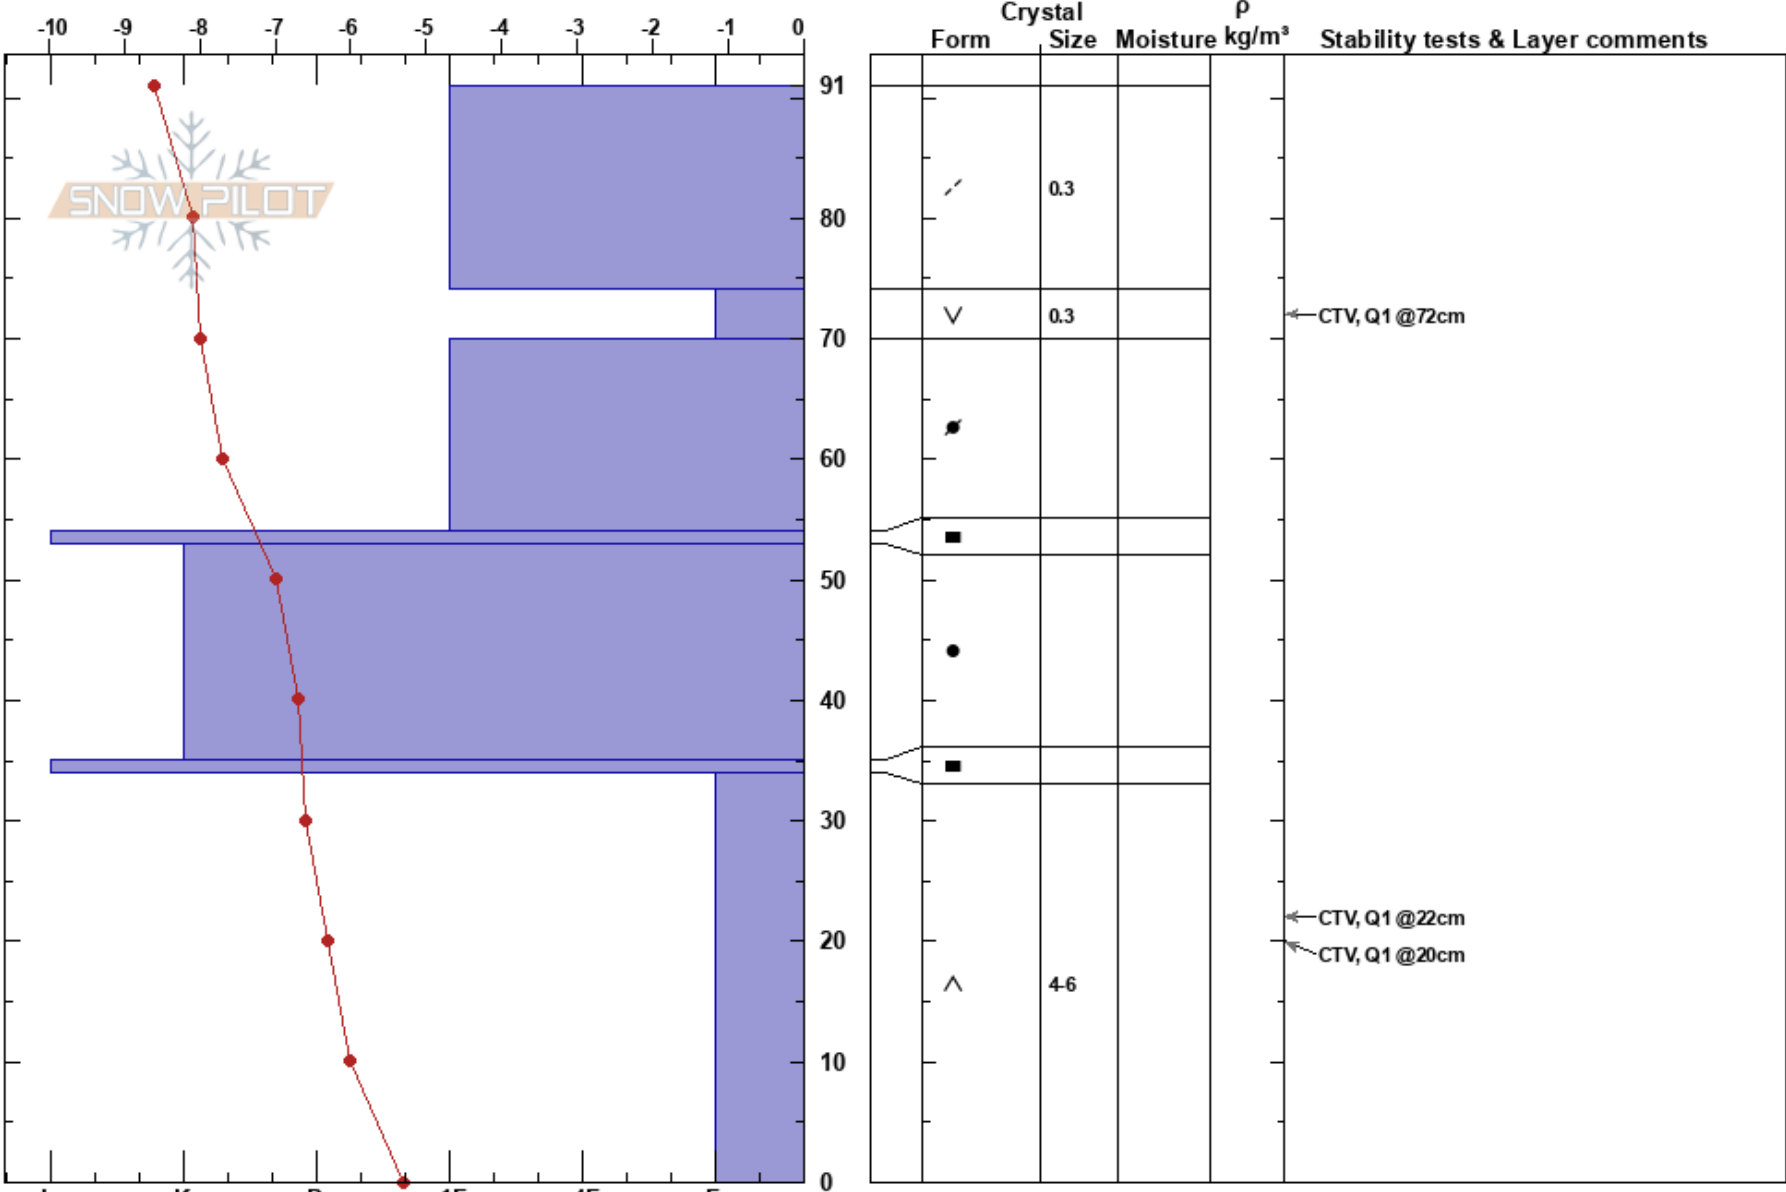 -10 -9 -8 -7 -6 -5 -4 -3 -2 -1 0
Crystal
ρ
Form Size Moisture kg/m³ Stability tests & Layer comments
91
SNOW PILOT
0.3
80
0.3
CTV, Q1 @72cm
70
60
50
40
30
CTV, Q1 @22cm
20
CTV, Q1 @20cm
4-6
10
0